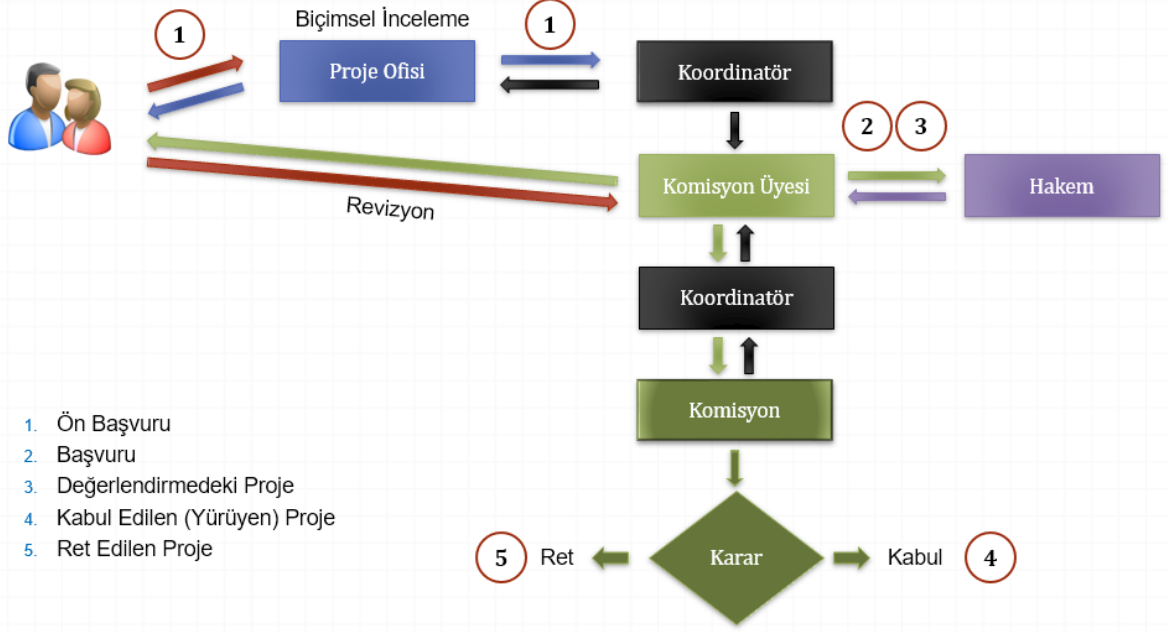 Biçimsel İnceleme
1
1
Proje Ofisi
Koordinatör
2
3
Komisyon Üyesi
Hakem
Revizyon
Koordinatör
Komisyon
1. Ön Başvuru
2. Başvuru
3. Değerlendirmedeki Proje
4. Kabul Edilen (Yürüyen) Proje
5. Ret Edilen Proje
5
Ret
Karar
Kabul
4